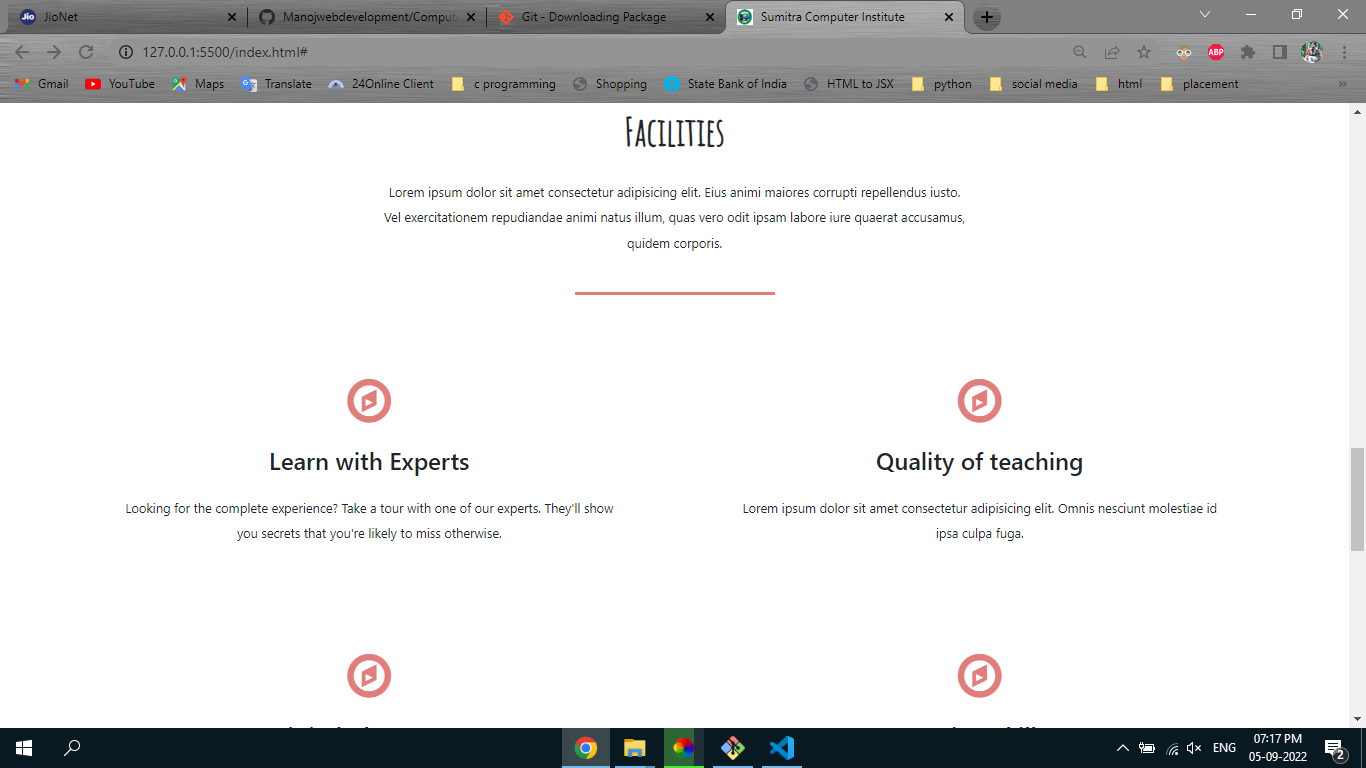 JioNet
Manojwebdevelopment/Comput
Git - Downloading Package
Sumitra Computer Institute
127.0.0.1:5500/index.html#
ABP
Gmail
YouTube
Maps
Translate
24Online Client
c programming
Shopping
State Bank of India
HTML to JSX
python
social media
html
placement
Facilities
Lorem ipsum dolor sit amet consectetur adipisicing elit. Eius animi maiores corrupti repellendus iusto.
Vel exercitationem repudiandae animi natus illum, quas vero odit ipsam labore iure quaerat accusamus,
quidem corporis.
Learn with Experts
Looking for the complete experience? Take a tour with one of our experts. They'll show
you secrets that you're likely to miss otherwise.
Quality of teaching
Lorem ipsum dolor sit amet consectetur adipisicing elit. Omnis nesciunt molestiae id
ipsa culpa fuga.
ENG
07:17 PM
05-09-2022
2